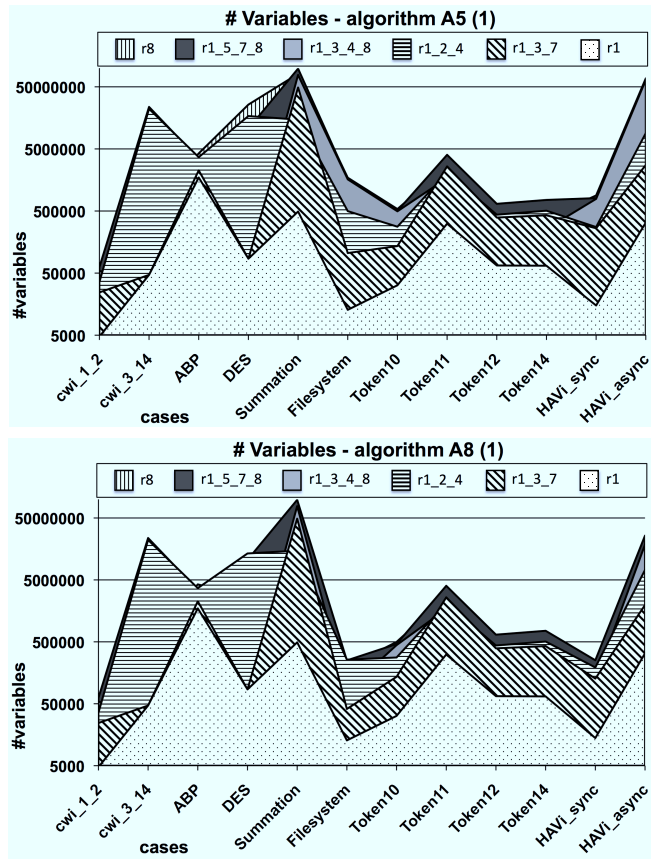 # Variables - algorithm A5 (1)
r8 r1_5_7_8 r1_3_4_8 r1_2_4 r1_3_7 r1
50000000
5000000
500000
50000
5000
#variables
cwi_1_2 cwi_3_14 ABP DES Summation Filesystem Token10 Token11 Token12 Token14 HAVi_sync HAVi_async
cases
# Variables - algorithm A8 (1)
r8 r1_5_7_8 r1_3_4_8 r1_2_4 r1_3_7 r1
50000000
5000000
500000
50000
5000
#variables
cwi_1_2 cwi_3_14 ABP DES Summation Filesystem Token10 Token11 Token12 Token14 HAVi_sync HAVi_async
cases